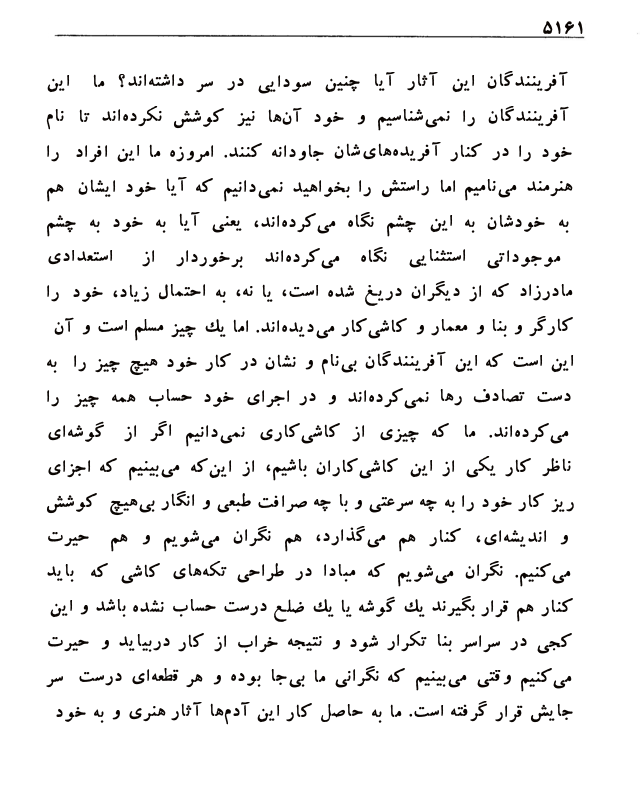 ۵۱۶۱
آفرینندگان این آثار آیا چنین سودایی در سر داشته‌اند؟ ما این
آفرینندگان را نمی‌شناسیم و خود آن‌ها نیز کوشش نکرده‌اند تا نام
خود را در کنار آفریده‌های‌شان جاودانه کنند. امروزه ما این افراد را
هنرمند می‌نامیم اما راستش را بخواهید نمی‌دانیم که آیا خود ایشان هم
به خودشان به این چشم نگاه می‌کرده‌اند، یعنی آیا به خود به چشم
موجوداتی استثنایی نگاه می‌کرده‌اند برخوردار از استعدادی
مادرزاد که از دیگران دریغ شده است، یا نه، به احتمال زیاد، خود را
کارگر و بنا و معمار و کاشی‌کار می‌دیده‌اند. اما یك چیز مسلم است و آن
این است که این آفرینندگان بی‌نام و نشان در کار خود هیچ چیز را به
دست تصادف رها نمی‌کرده‌اند و در اجرای خود حساب همه چیز را
می‌کرده‌اند. ما که چیزی از کاشی‌کاری نمی‌دانیم اگر از گوشه‌ای
ناظر کار یکی از این کاشی‌کاران باشیم، از این‌که می‌بینیم که اجزای
ریز کار خود را به چه سرعتی و با چه صرافت طبعی و انگار بی‌هیچ کوشش
و اندیشه‌ای، کنار هم می‌گذارد، هم نگران می‌شویم و هم حیرت
می‌کنیم. نگران می‌شویم که مبادا در طراحی تکه‌های کاشی که باید
کنار هم قرار بگیرند یك گوشه یا یك ضلع درست حساب نشده باشد و این
کجی در سراسر بنا تکرار شود و نتیجه خراب از کار دربیاید و حیرت
می‌کنیم وقتی می‌بینیم که نگرانی ما بی‌جا بوده و هر قطعه‌ای درست سر
جایش قرار گرفته است. ما به حاصل کار این آدم‌ها آثار هنری و به خود